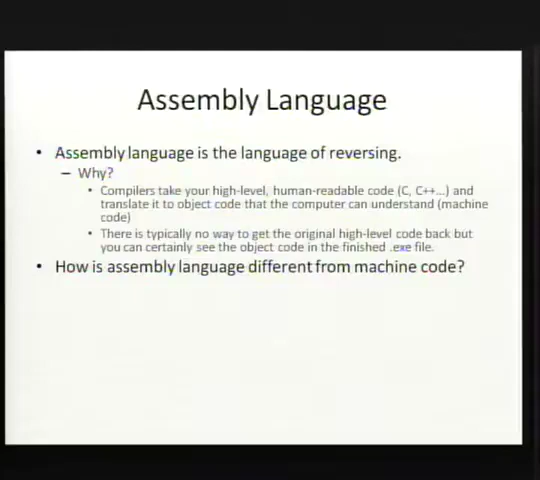 Assembly Language
• Assembly language is the language of reversing.
– Why?
• Compilers take your high-level, human-readable code (C, C++...) and
translate it to object code that the computer can understand (machine
code)
• There is typically no way to get the original high-level code back but
you can certainly see the object code in the finished .exe file.
• How is assembly language different from machine code?